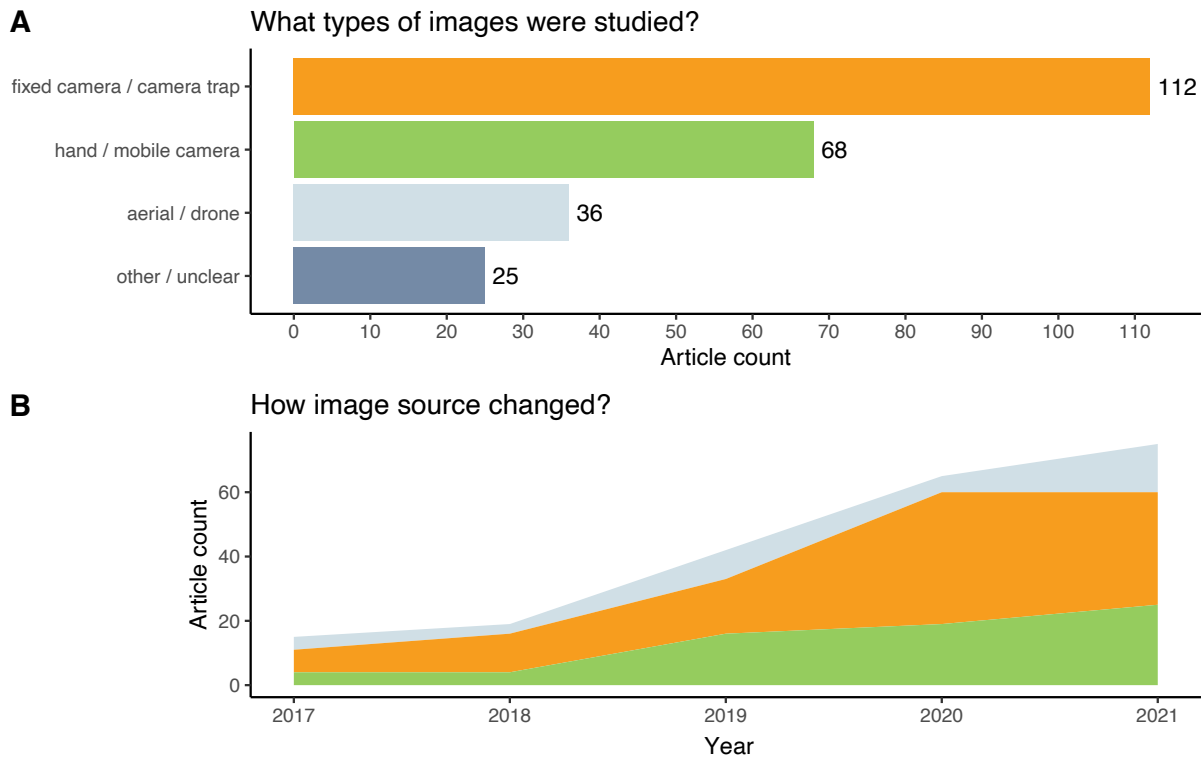 A
What types of images were studied?
fixed camera / camera trap
112
hand / mobile camera
68
aerial / drone
36
other / unclear
25
0 10 20 30 40 50 60 70 80 90 100 110
Article count
B
How image source changed?
Article count
60
40
20
0
2017 2018 2019 2020 2021
Year